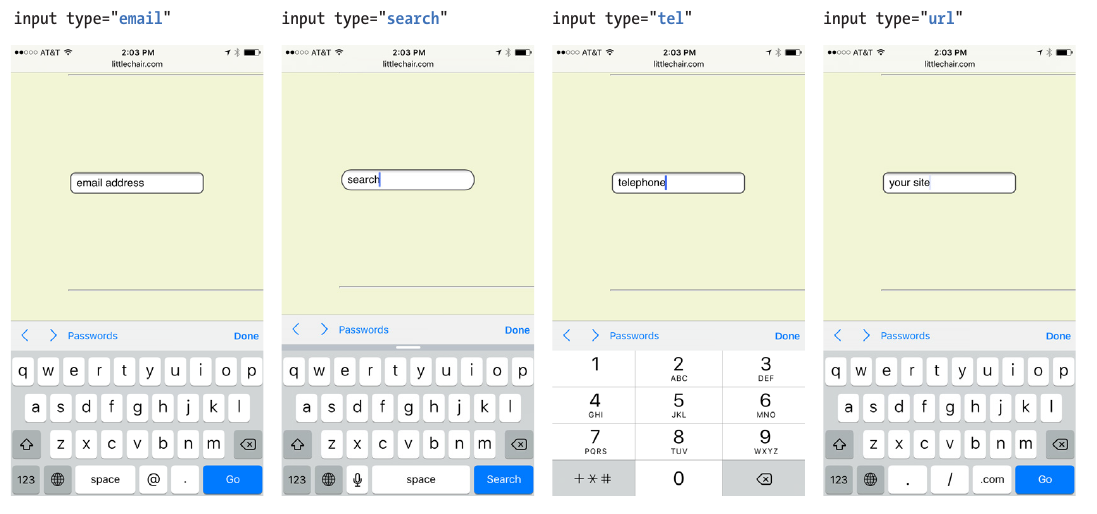 input type="email"
●●○○○ AT&T 2:03 PM
littlechair.com
email address
Passwords Done
q w e r t y u i o p
a s d f g h j k l
z x c v b n m
123 space @ . Go
input type="search"
●●○○○ AT&T 2:03 PM
littlechair.com
search
Passwords Done
q w e r t y u i o p
a s d f g h j k l
z x c v b n m
123 space Search
input type="tel"
●●○○○ AT&T 2:03 PM
littlechair.com
telephone
Passwords Done
1 2 3
ABC DEF
4 5 6
GHI JKL MNO
7 8 9
PQRS TUV WXYZ
+*# 0
input type="url"
●●○○○ AT&T 2:03 PM
littlechair.com
your site
Passwords Done
q w e r t y u i o p
a s d f g h j k l
z x c v b n m
123 . / .com Go